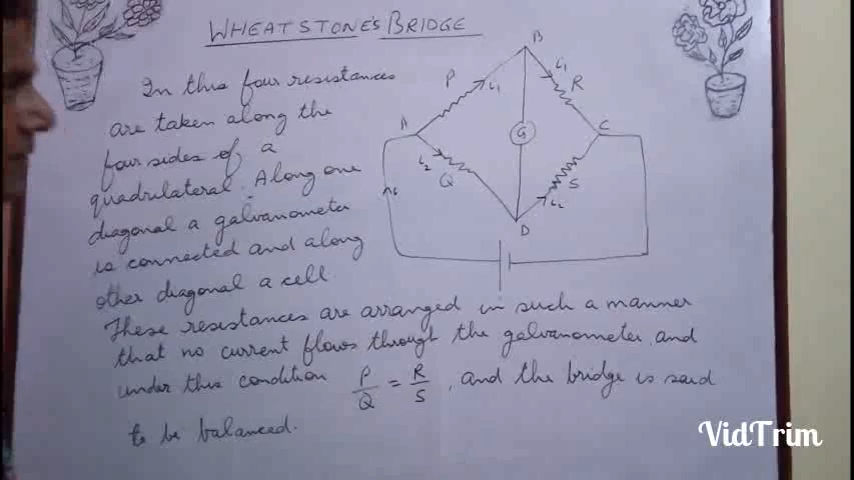 WHEATSTONE'S BRIDGE
In this four resistances
are taken along the
four sides of a
quadrilateral. Along one
diagonal a galvanometer
is connected and along
other diagonal a cell
These resistances are arranged in such a manner
that no current flows through the galvanometer and
under this condition P/Q = R/S, and the bridge is said
to be balanced.
B
P
i₁
i₁
R
A
G
C
i₂
Q
S
i
i₂
D
VidTrim